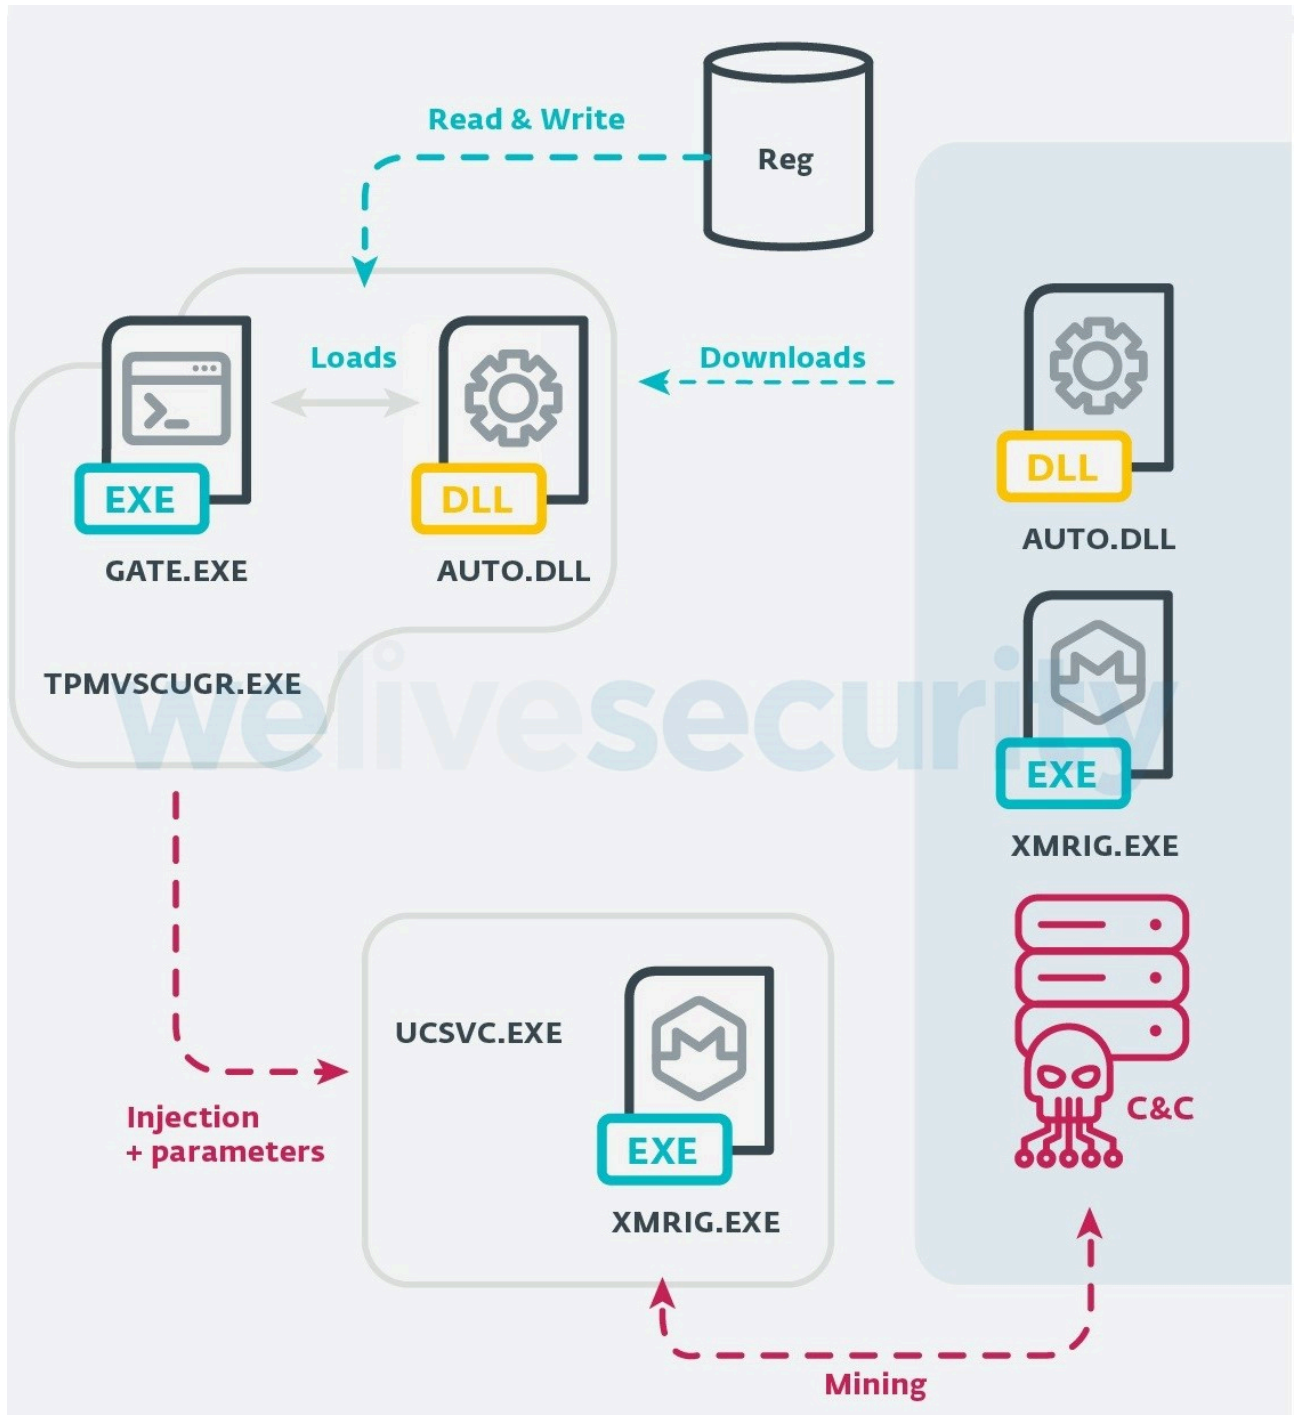 Read & Write
Reg
Loads
Downloads
EXE
GATE.EXE
DLL
AUTO.DLL
DLL
AUTO.DLL
TPMVSCUGR.EXE
welivesecurity
EXE
XMRIG.EXE
UCSVC.EXE
EXE
XMRIG.EXE
Injection
+ parameters
C&C
Mining